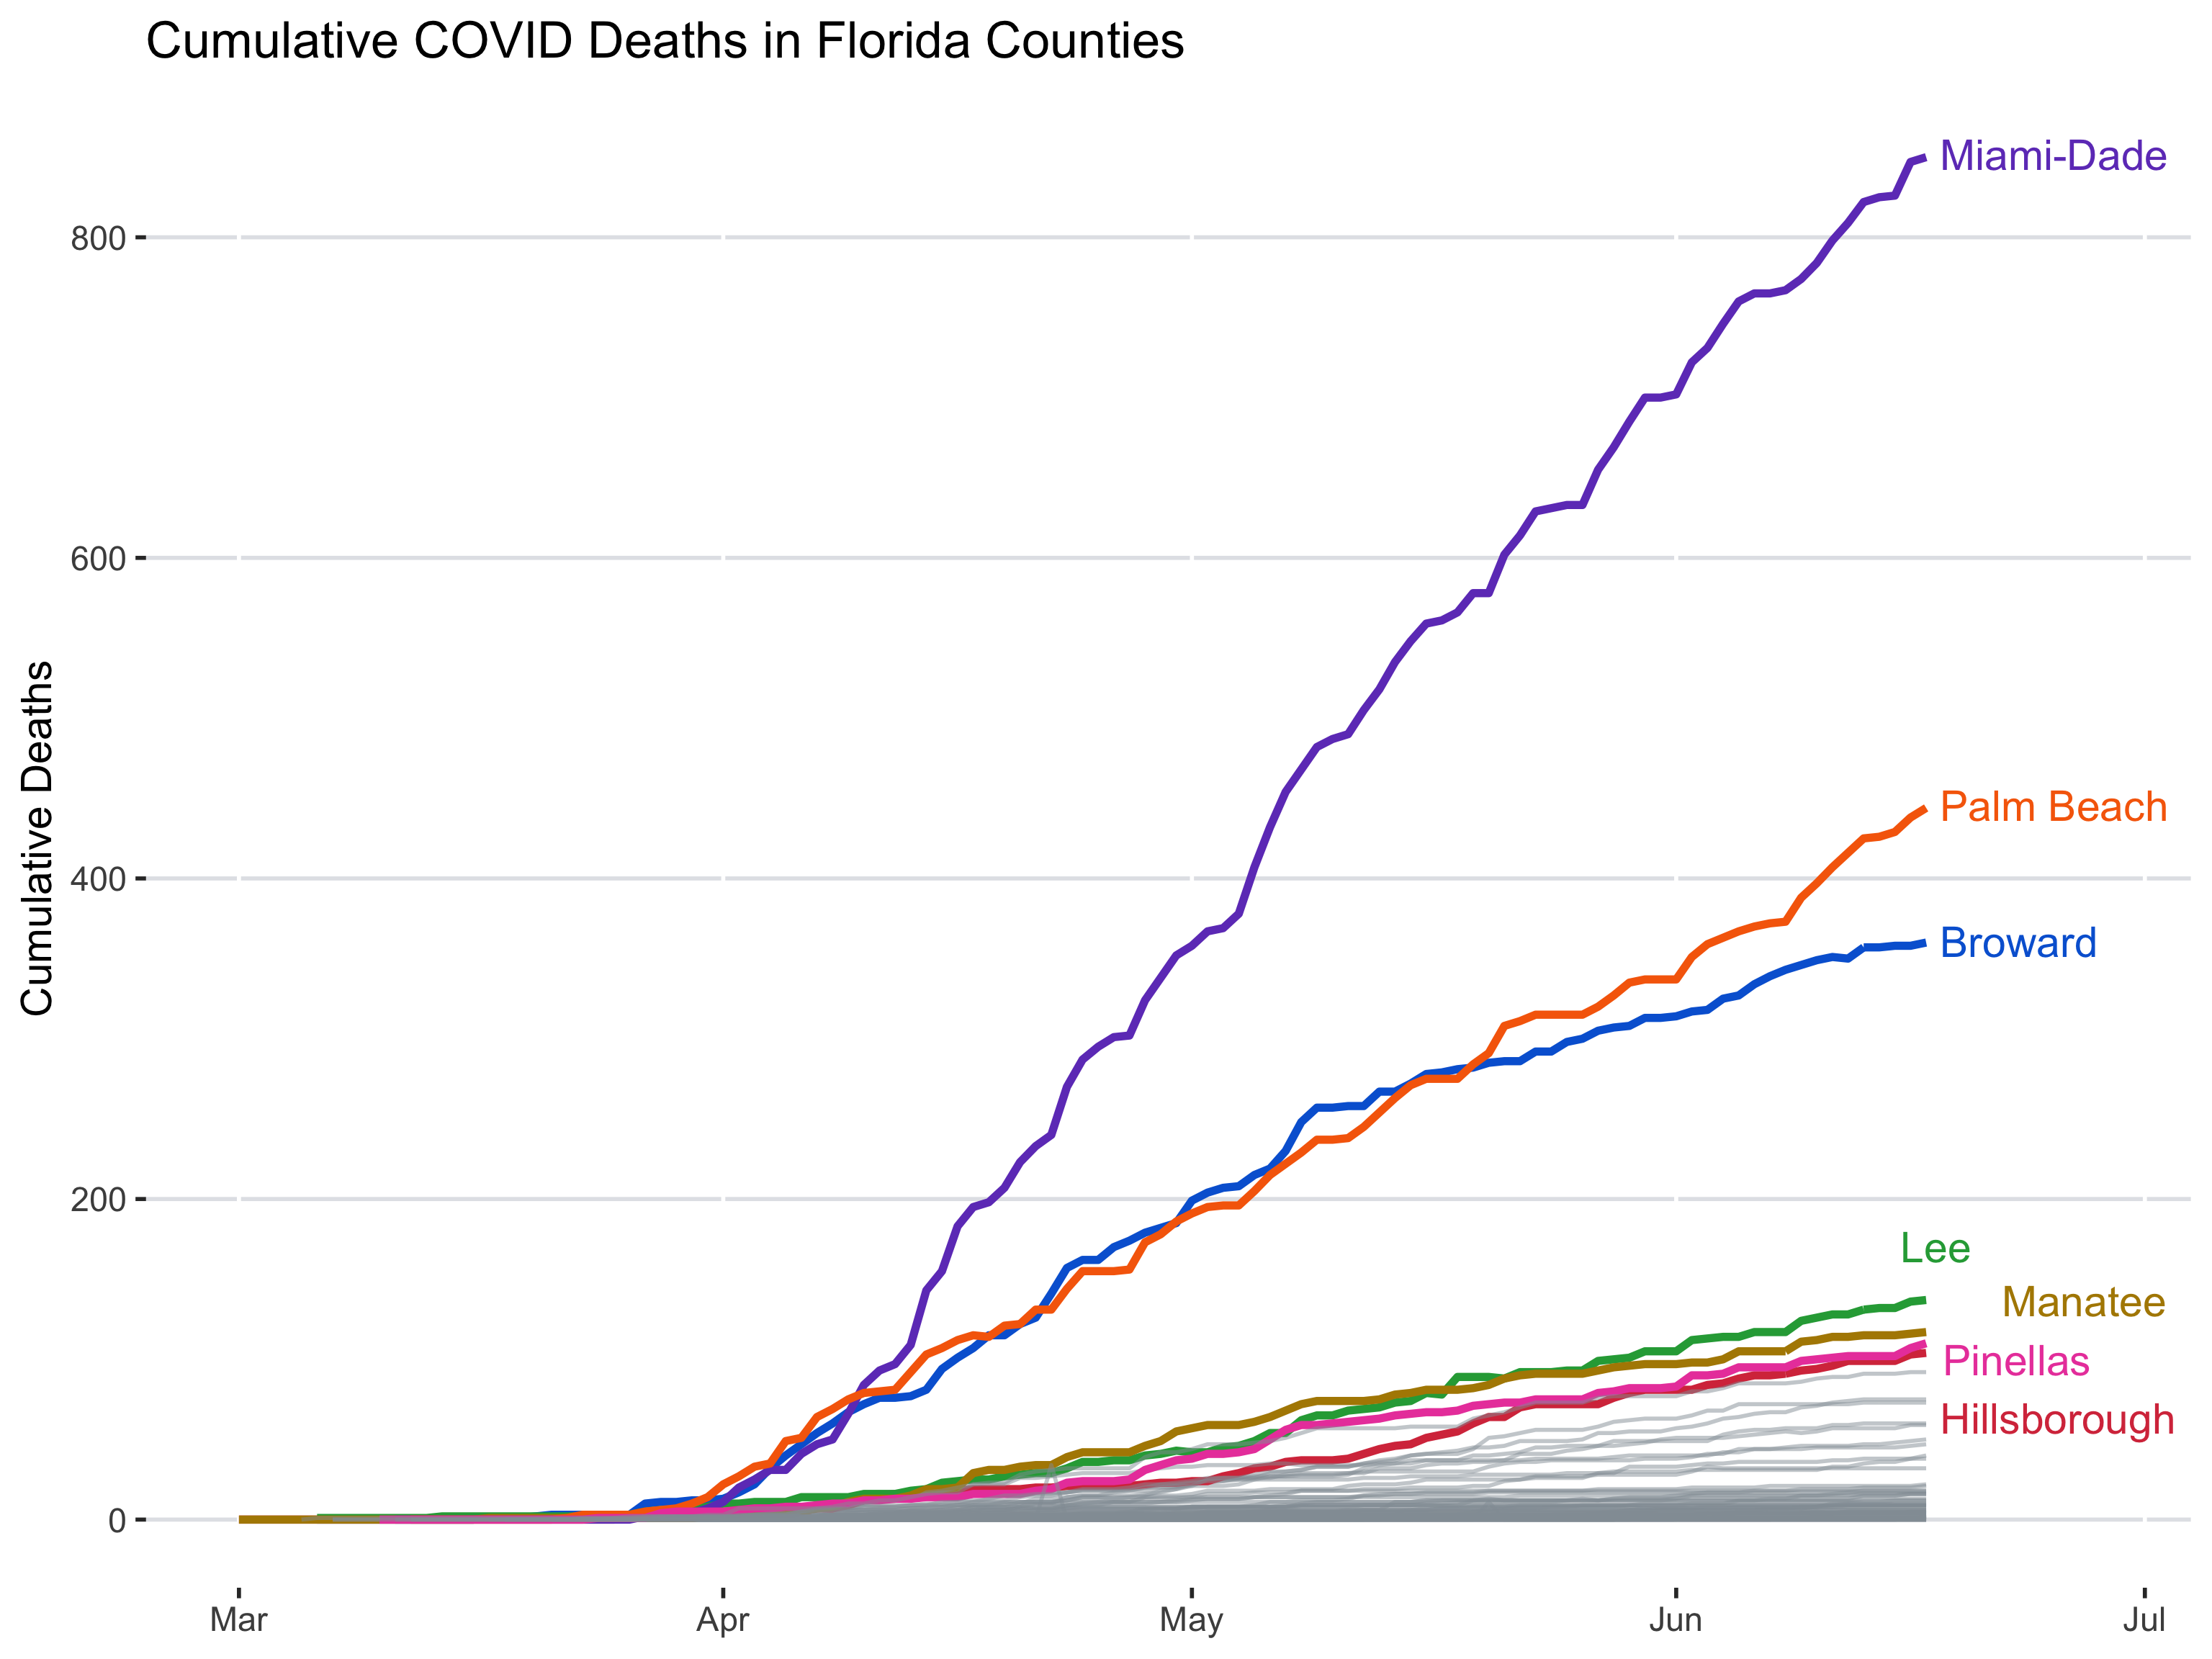 Cumulative COVID Deaths in Florida Counties
Miami-Dade
800
600
Cumulative Deaths
Palm Beach
400
Broward
200
Lee
Manatee
Pinellas
Hillsborough
0
Mar Apr May Jun Jul